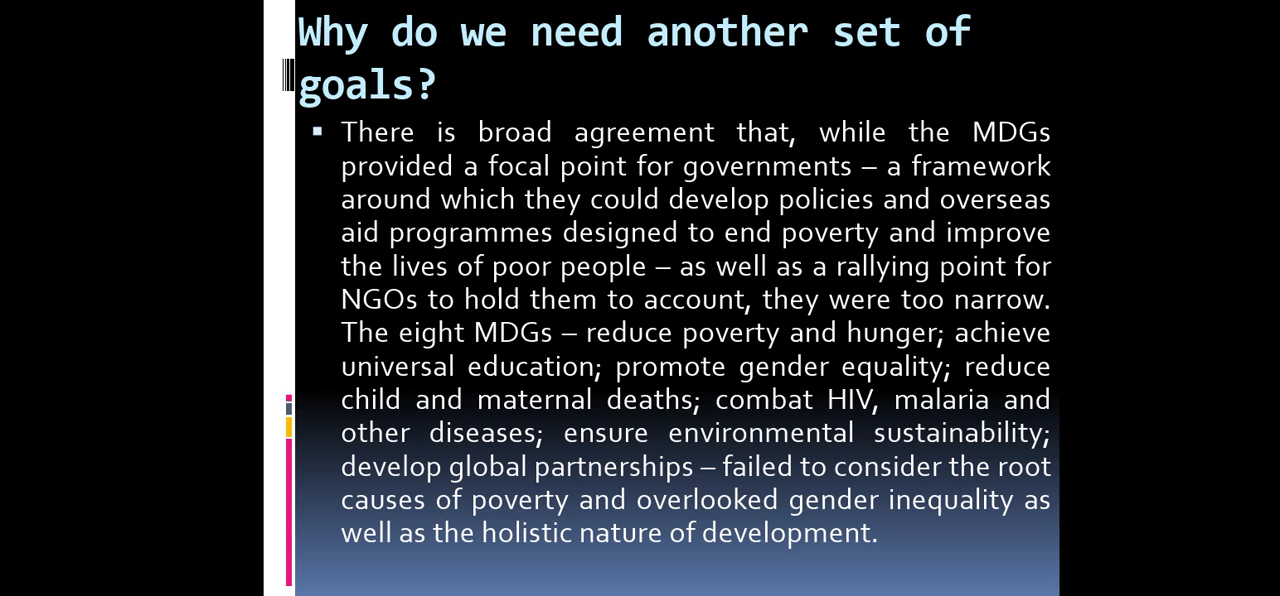 Why do we need another set of
goals?
▪ There is broad agreement that, while the MDGs
provided a focal point for governments – a framework
around which they could develop policies and overseas
aid programmes designed to end poverty and improve
the lives of poor people – as well as a rallying point for
NGOs to hold them to account, they were too narrow.
The eight MDGs – reduce poverty and hunger; achieve
universal education; promote gender equality; reduce
child and maternal deaths; combat HIV, malaria and
other diseases; ensure environmental sustainability;
develop global partnerships – failed to consider the root
causes of poverty and overlooked gender inequality as
well as the holistic nature of development.